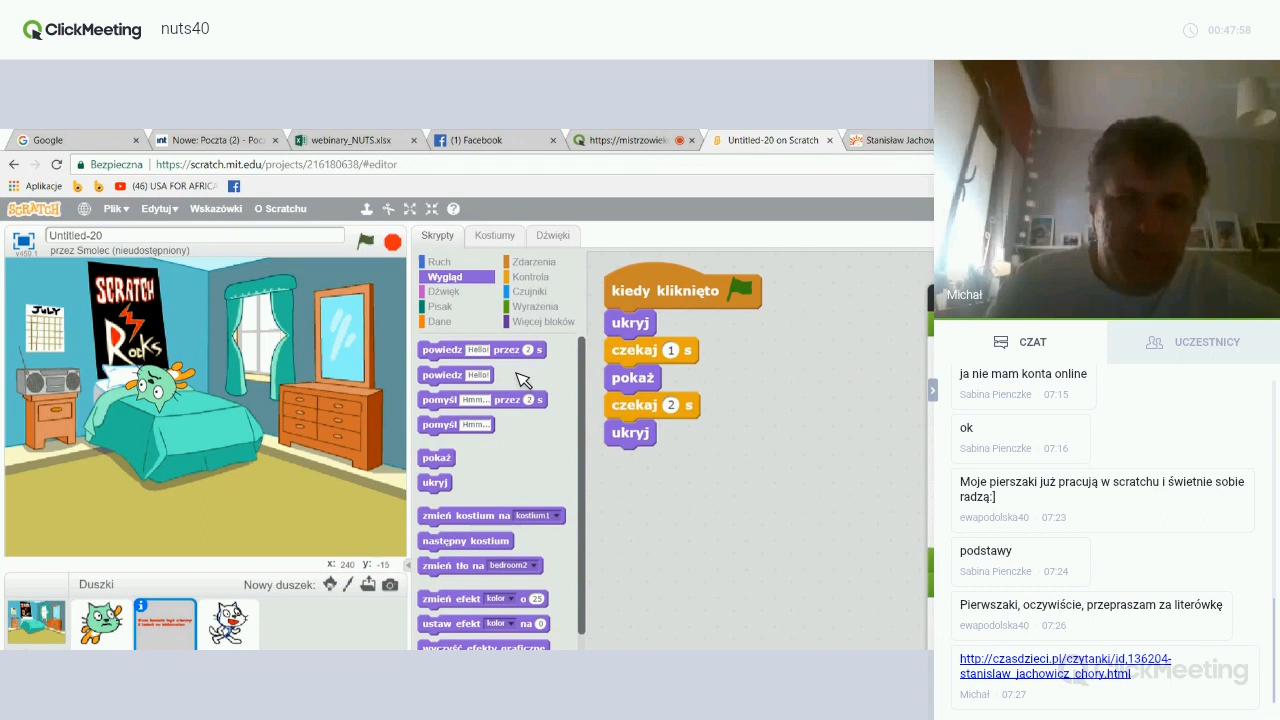 ClickMeeting nuts40 00:47:58
Google Nowe: Poczta (2) - Poc webinary_NUTS.xlsx (1) Facebook https://mistrzowiek Untitled-20 on Scratch Stanisław Jachow
Bezpieczna https://scratch.mit.edu/projects/216180638/#editor
Aplikacje (46) USA FOR AFRICA
SCRATCH Plik Edytuj Wskazówki O Scratchu
Untitled-20
przez Smolec (nieudostępniony)
v459.1
JULY
SCRATCH
Rocks
x: 240 y: -15
Duszki Nowy duszek:
Skrypty Kostiumy Dźwięki
Ruch Zdarzenia
Wygląd Kontrola
Dźwięk Czujniki
Pisak Wyrażenia
Dane Więcej bloków
powiedz Hello! przez 2 s
powiedz Hello!
pomyśl Hmm... przez 2 s
pomyśl Hmm...
pokaż
ukryj
zmień kostium na kostium1
następny kostium
zmień tło na bedroom2
zmień efekt kolor o 25
ustaw efekt kolor na 0
wyczyść efekty graficzne
kiedy kliknięto
ukryj
czekaj 1 s
pokaż
czekaj 2 s
ukryj
Michał
CZAT UCZESTNICY
ja nie mam konta online
Sabina Pienczke 07:15
ok
Sabina Pienczke 07:16
Moje pierszaki już pracują w scratchu i świetnie sobie
radzą:]
ewapodolska40 07:23
podstawy
Sabina Pienczke 07:24
Pierwszaki, oczywiście, przepraszam za literówkę
ewapodolska40 07:26
http://czasdzieci.pl/czytanki/id,136204-
stanislaw_jachowicz_chory.html
Michał 07:27
ClickMeeting